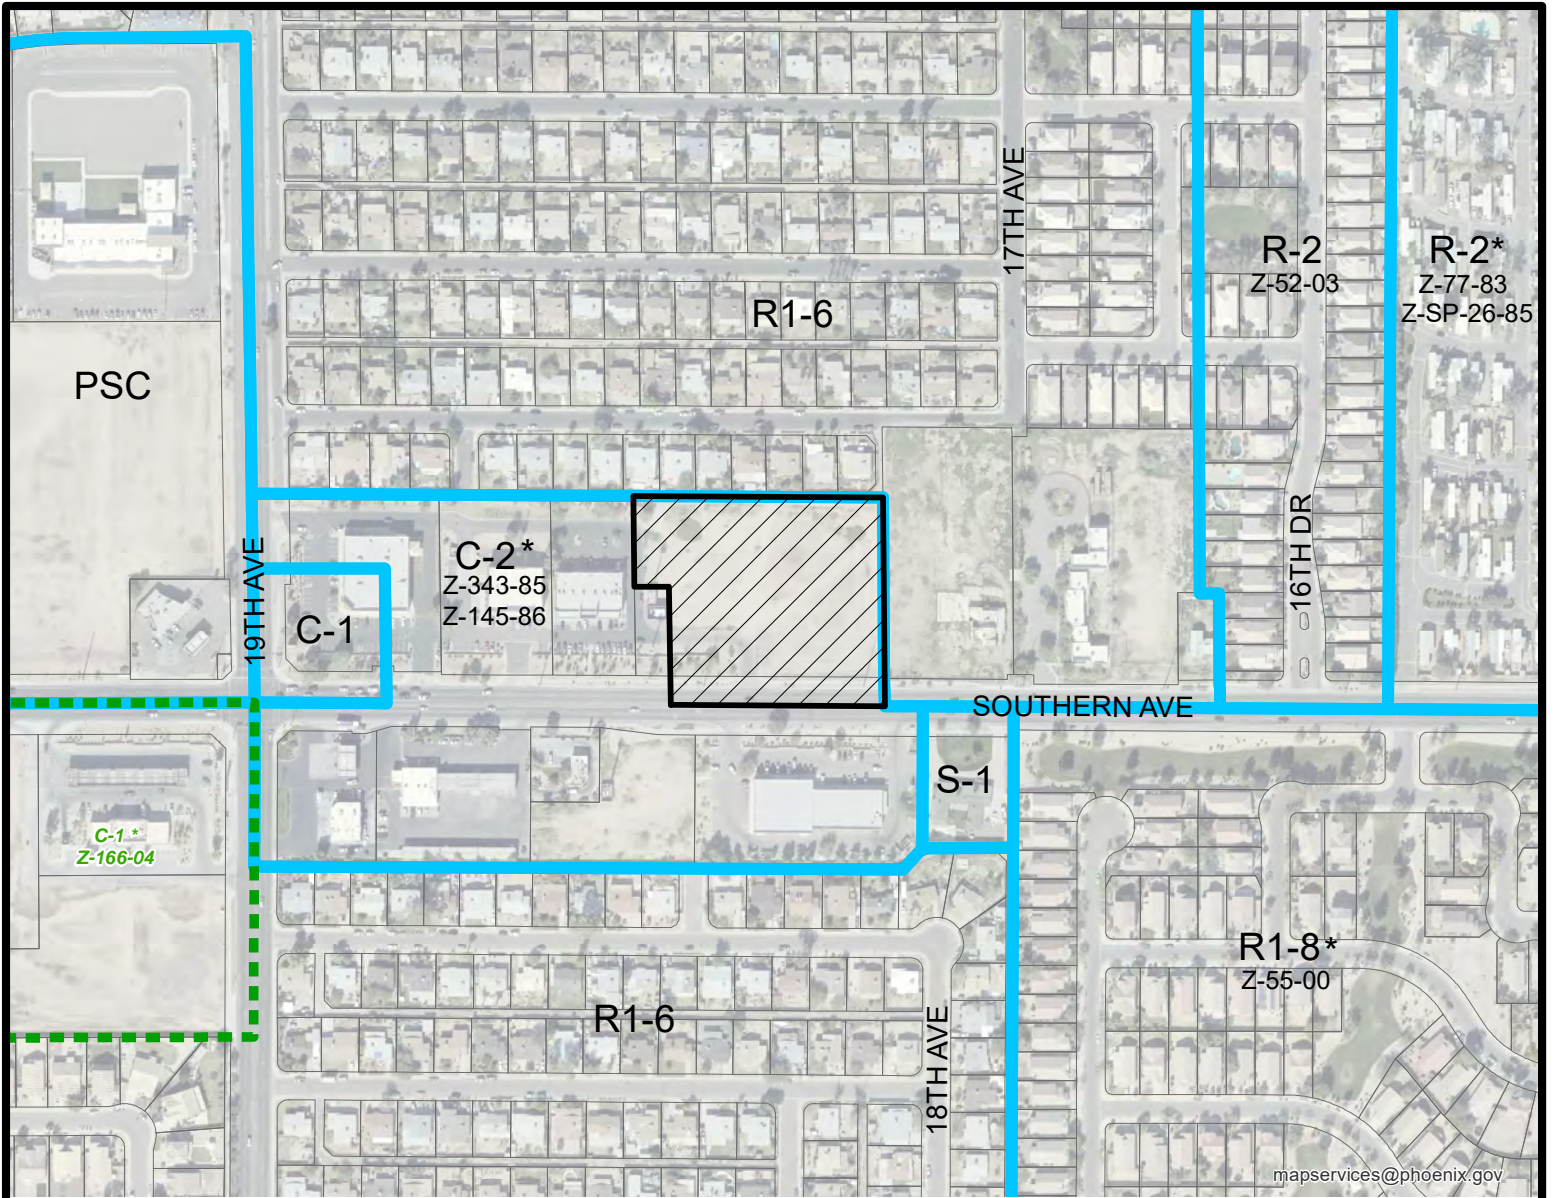 17TH AVE
R-2
Z-52-03
R-2*
Z-77-83
Z-SP-26-85
R1-6
PSC
19TH AVE
C-2*
Z-343-85
Z-145-86
16TH DR
C-1
SOUTHERN AVE
S-1
C-1 *
Z-166-04
R1-8*
Z-55-00
R1-6
18TH AVE
mapservices@phoenix.gov